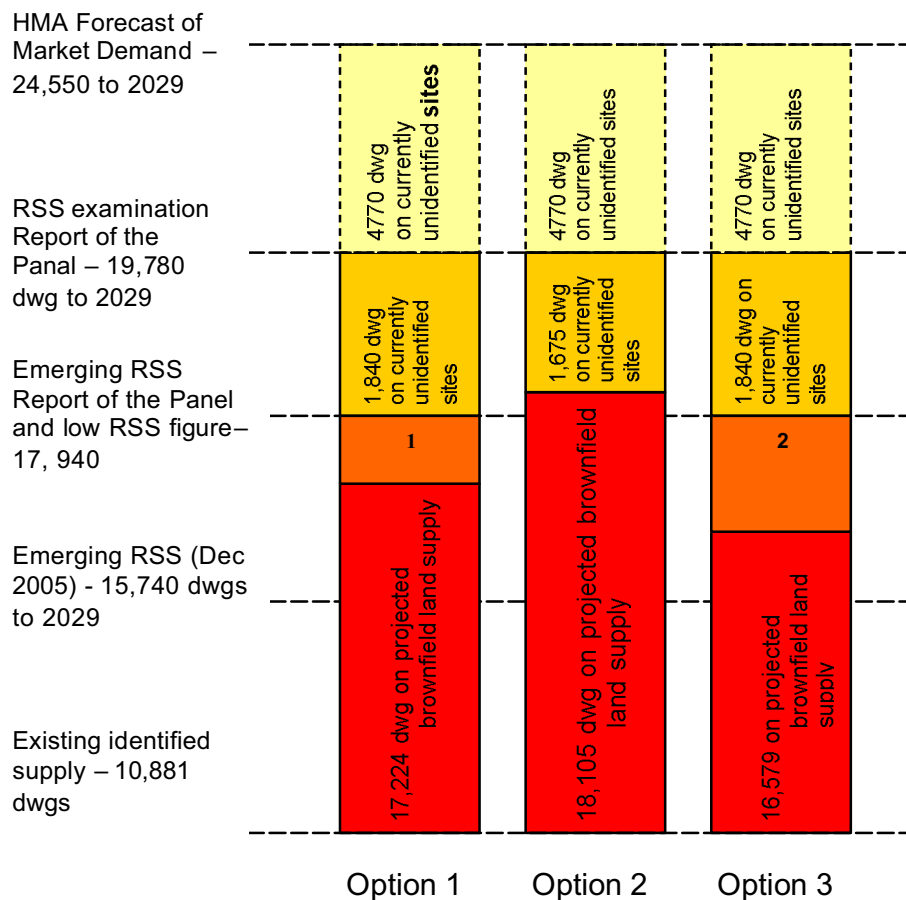 HMA Forecast of
Market Demand –
24,550 to 2029
RSS examination
Report of the
Panal – 19,780
dwg to 2029
Emerging RSS
Report of the Panel
and low RSS figure–
17, 940
Emerging RSS (Dec
2005) - 15,740 dwgs
to 2029
Existing identified
supply – 10,881
dwgs
4770 dwg
on currently
unidentified sites
1,840 dwg
on currently
unidentified
sites
1
17,224 dwg on projected
brownfield land supply
4770 dwg
on currently
unidentified sites
1,675 dwg
on currently
unidentified
sites
18,105 dwg on projected brownfield
land supply
4770 dwg
on currently
unidentified sites
1,840 dwg on
currently
unidentified
sites
2
16,579 on projected
brownfield land
supply
Option 1
Option 2
Option 3